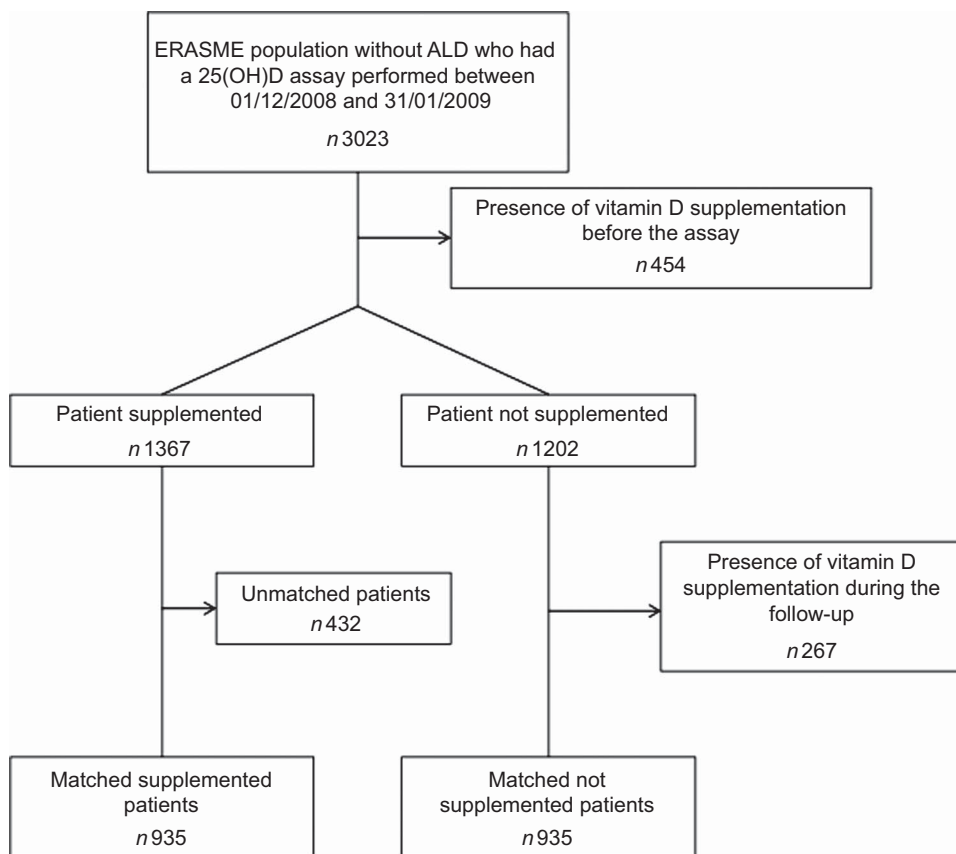 ERASME population without ALD who had
a 25(OH)D assay performed between
01/12/2008 and 31/01/2009
n 3023
Presence of vitamin D supplementation
before the assay
n 454
Patient supplemented
n 1367
Patient not supplemented
n 1202
Unmatched patients
n 432
Presence of vitamin D
supplementation during the
follow-up
n 267
Matched supplemented
patients
n 935
Matched not
supplemented patients
n 935